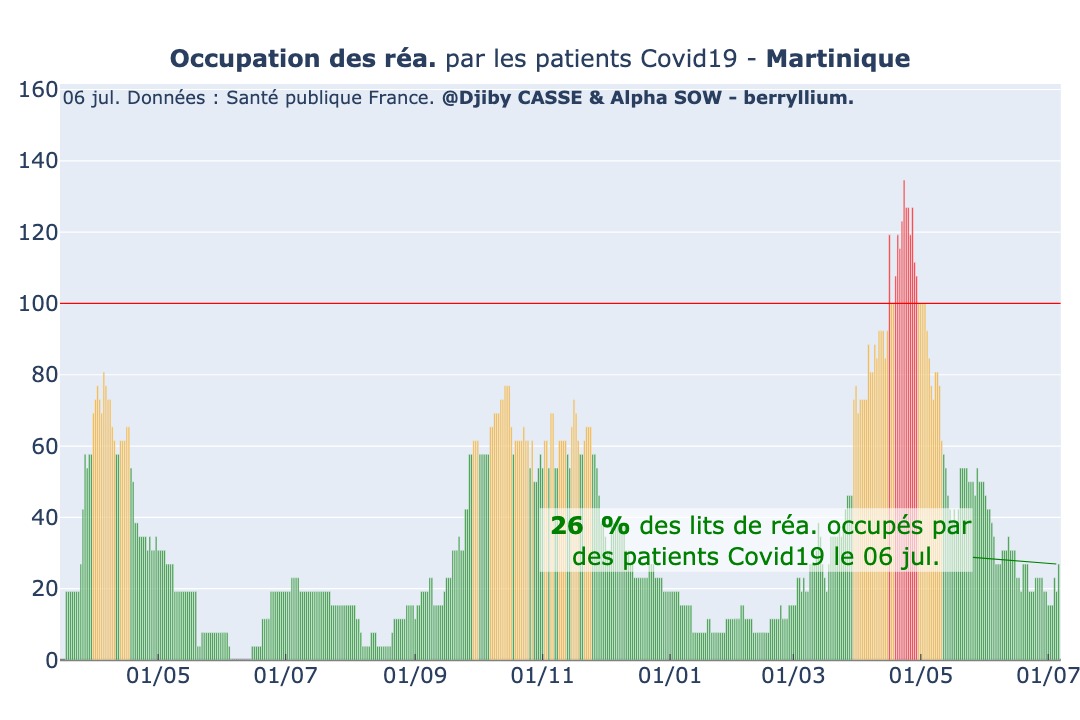 Occupation des réa. par les patients Covid19 - Martinique
160
06 jul. Données : Santé publique France. @Djiby CASSE & Alpha SOW - berryllium.
140
120
100
80
60
40
26 % des lits de réa. occupés par
des patients Covid19 le 06 jul.
20
0
01/05 01/07 01/09 01/11 01/01 01/03 01/05 01/07